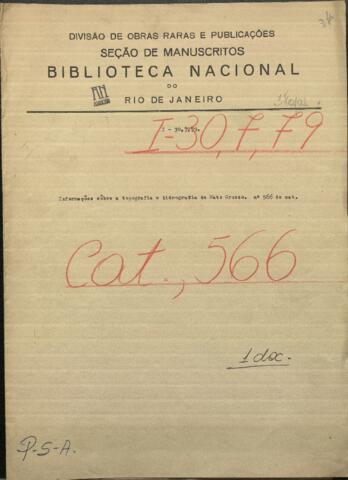 DIVISÃO DE OBRAS RARAS E PUBLICAÇÕES
SEÇÃO DE MANUSCRITOS
BIBLIOTECA NACIONAL
DO
RIO DE JANEIRO
I-30,7,79
Informações sôbre a topografia e hidrografia de Mato Grosso. nº 566 do cat.
Cat., 566
1 doc.
P-S-A.